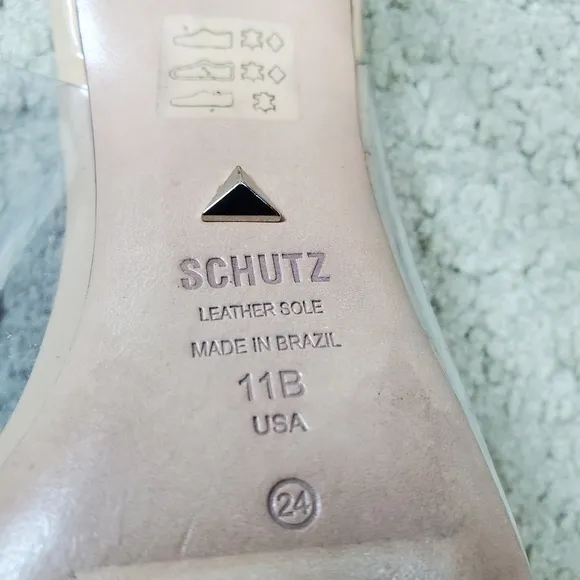 SCHUTZ
LEATHER SOLE
MADE IN BRAZIL
11B
USA
24